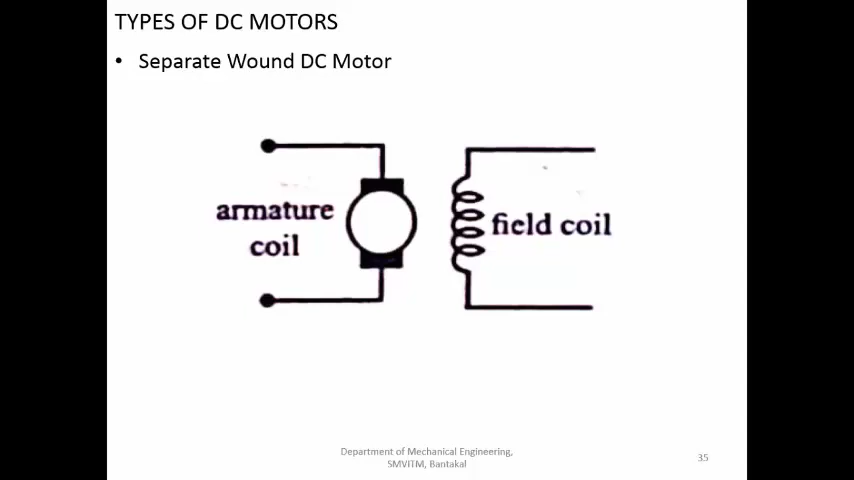 TYPES OF DC MOTORS
• Separate Wound DC Motor
armature
coil
field coil
Department of Mechanical Engineering,
SMVITM, Bantakal
35